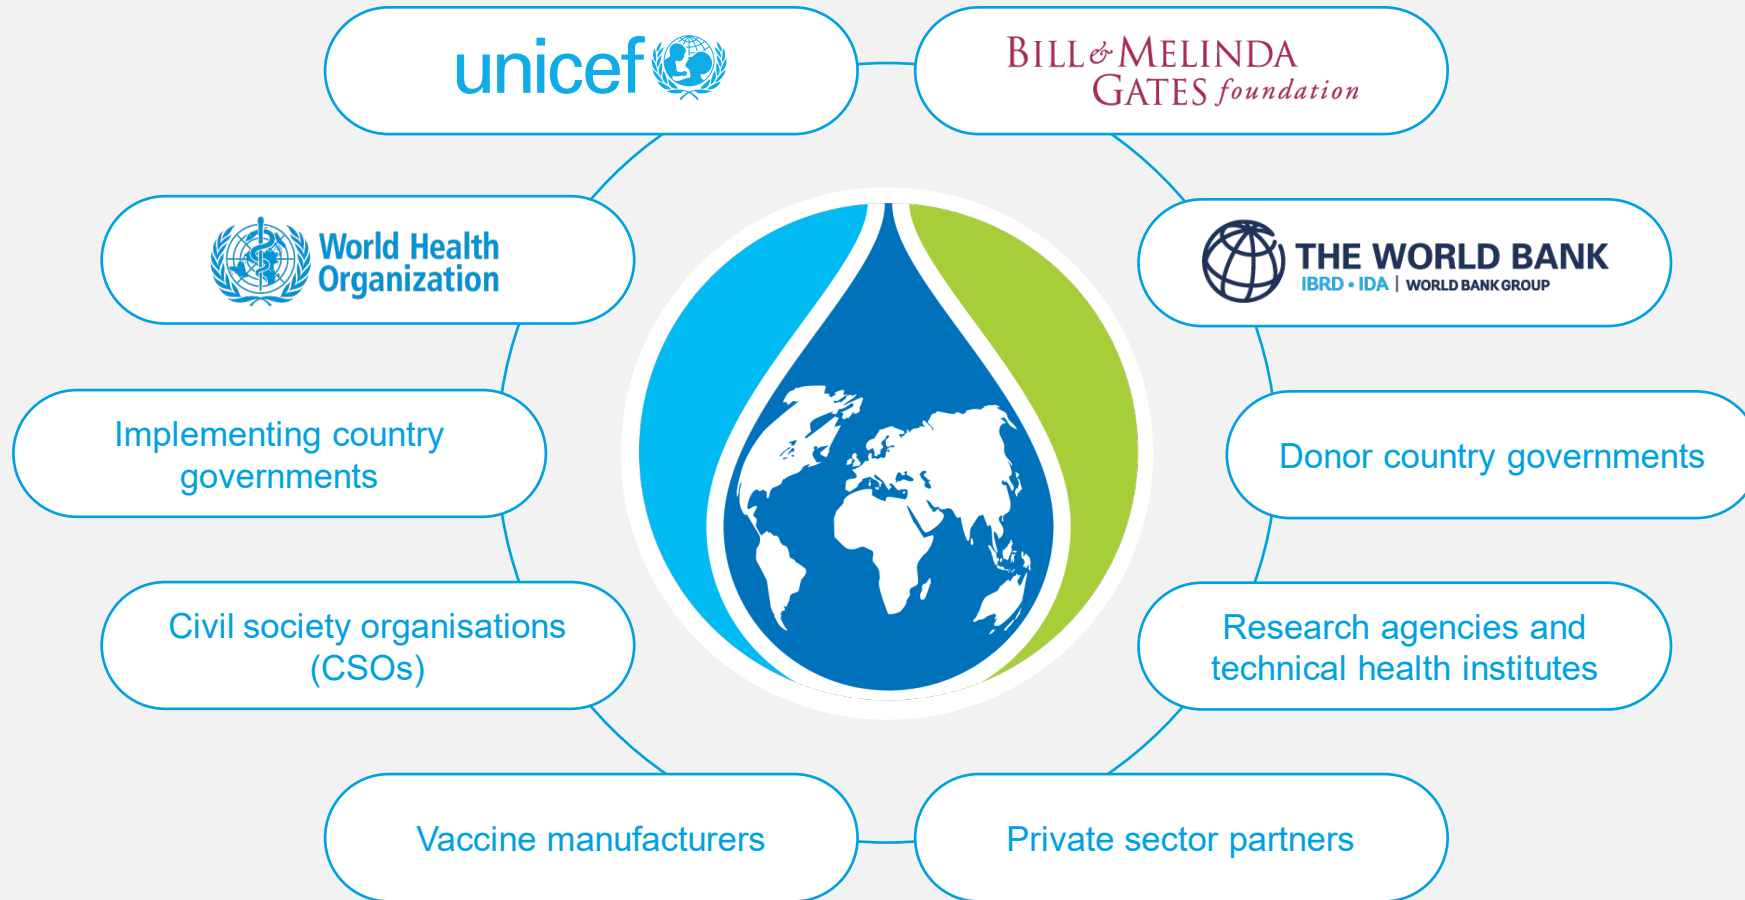 unicef
BILL & MELINDA
GATES foundation
World Health
Organization
THE WORLD BANK
IBRD • IDA | WORLD BANK GROUP
Implementing country
governments
Donor country governments
Civil society organisations
(CSOs)
Research agencies and
technical health institutes
Vaccine manufacturers
Private sector partners